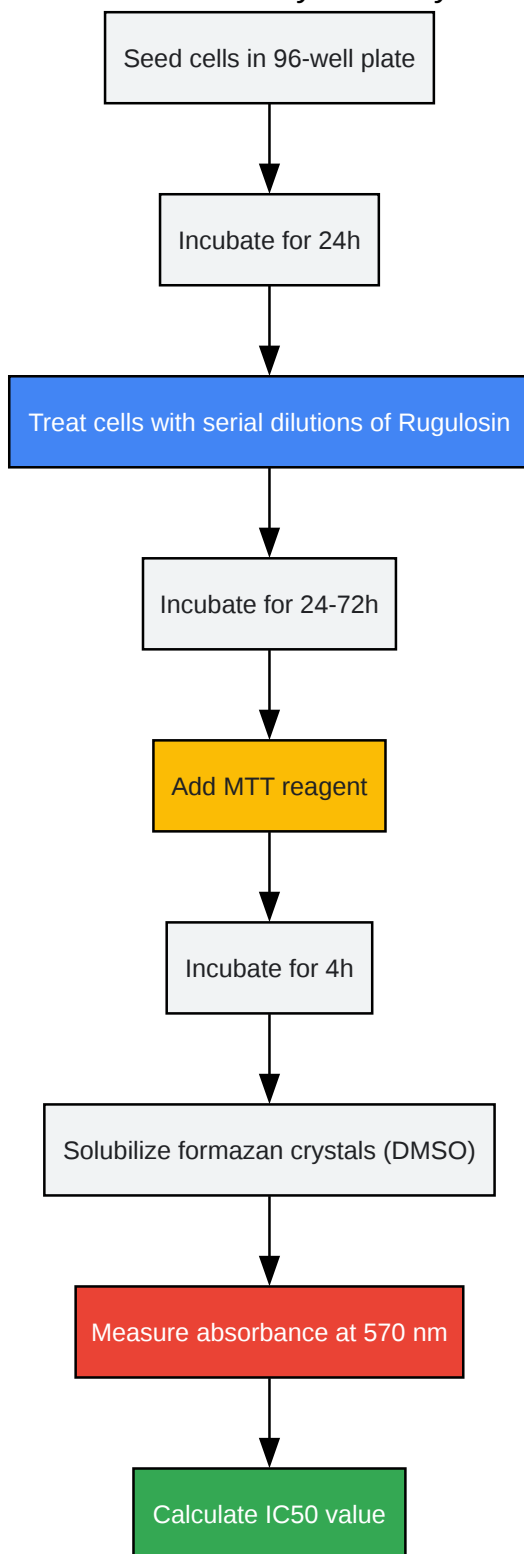 Seed cells in 96-well plate
Incubate for 24h
Treat cells with serial dilutions of Rugulosin
Incubate for 24-72h
Add MTT reagent
Incubate for 4h
Solubilize formazan crystals (DMSO)
Measure absorbance at 570 nm
Calculate IC50 value